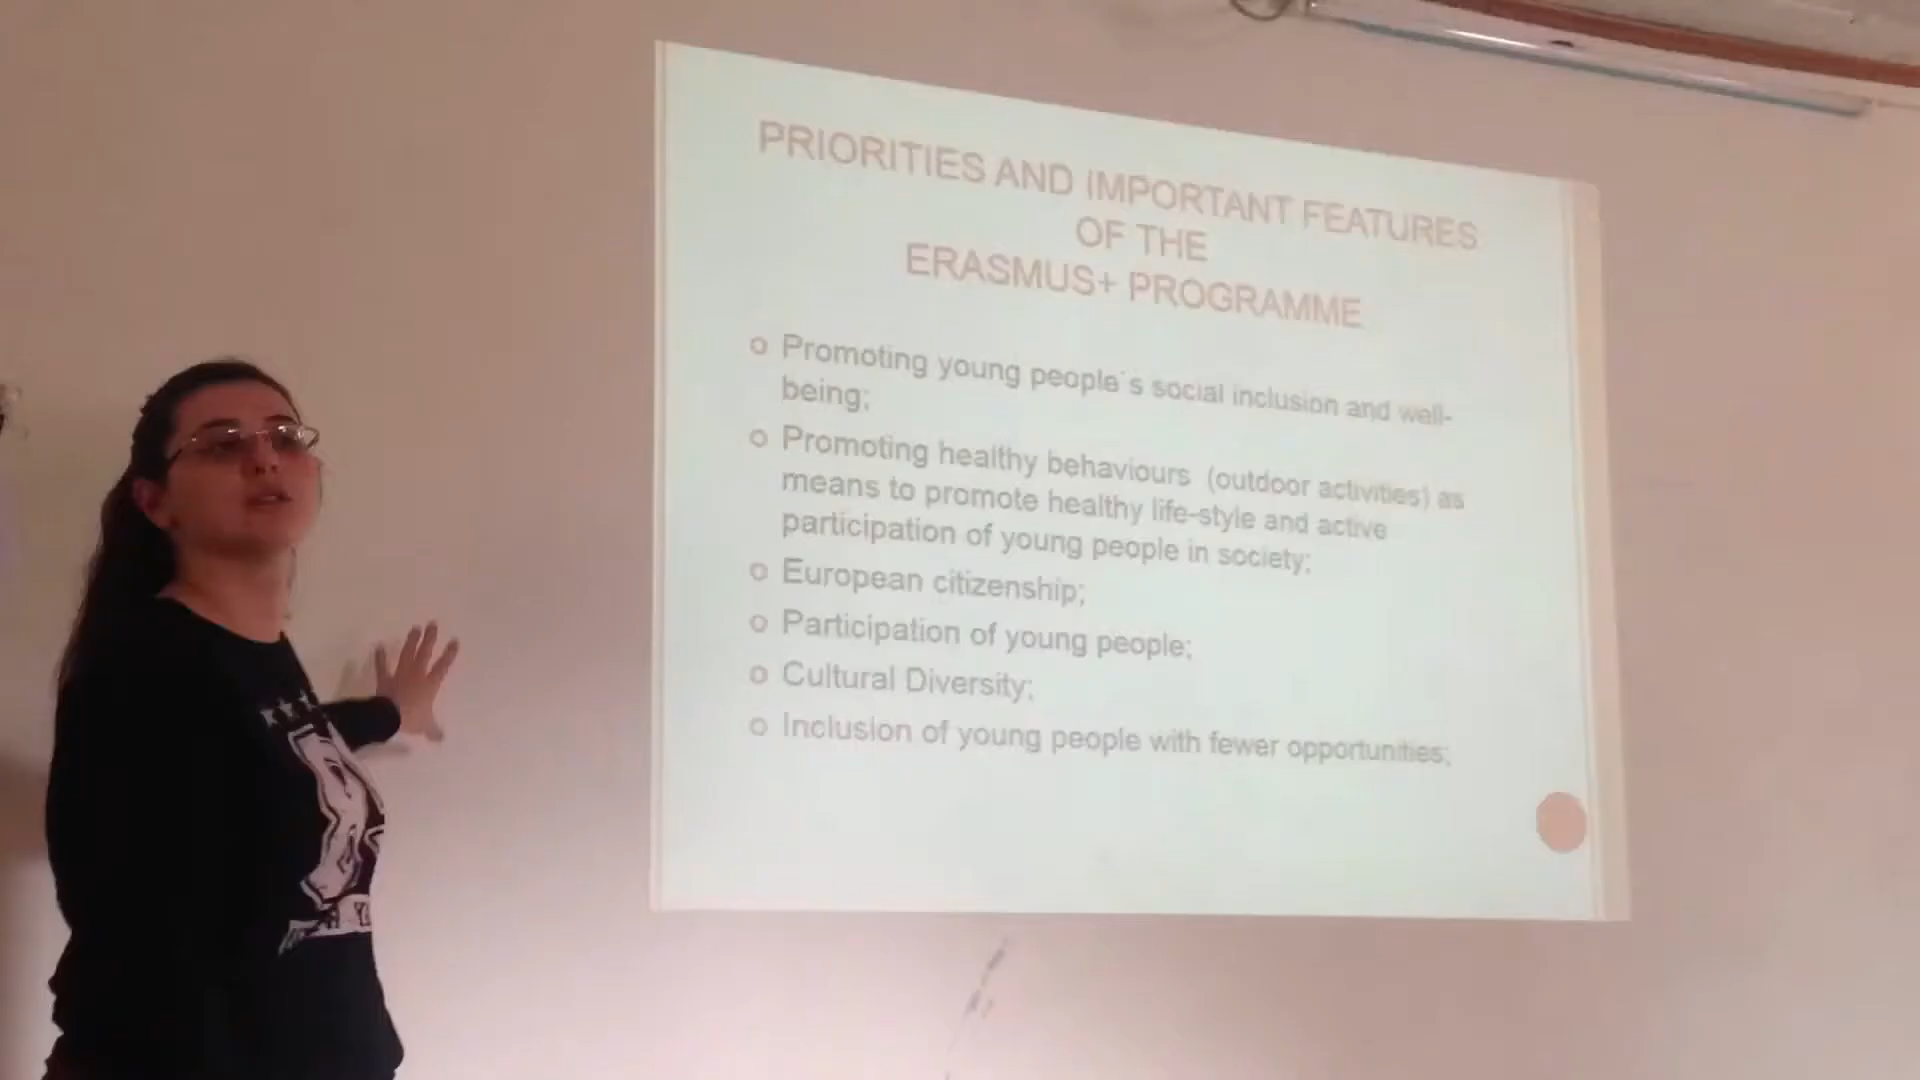 PRIORITIES AND IMPORTANT FEATURES
OF THE
ERASMUS+ PROGRAMME
Promoting young people´s social inclusion and well-
being;
Promoting healthy behaviours (outdoor activities) as
means to promote healthy life-style and active
participation of young people in society;
European citizenship;
Participation of young people;
Cultural Diversity;
Inclusion of young people with fewer opportunities;